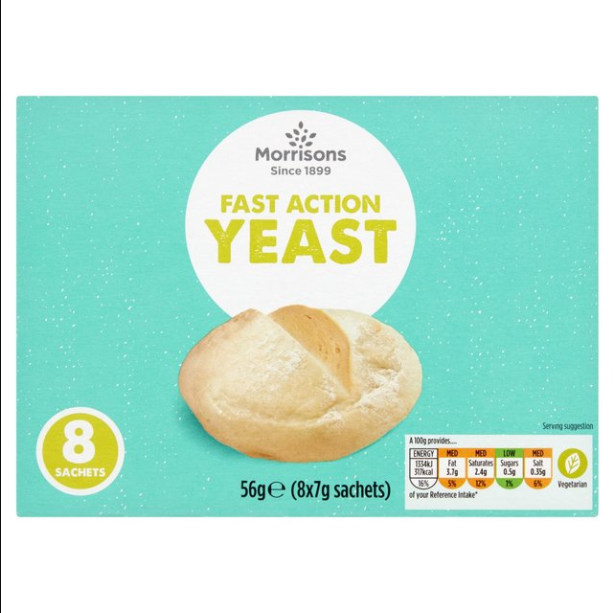 Morrisons
Since 1899
FAST ACTION
YEAST
8
SACHETS
56g℮ (8x7g sachets)
Serving suggestion
A 100g provides....
ENERGY
1334kJ
317kcal
16%
MED
Fat
3.7g
5%
MED
Saturates
2.4g
12%
LOW
Sugars
0.5g
1%
MED
Salt
0.35g
6%
of your Reference Intake*
Vegetarian